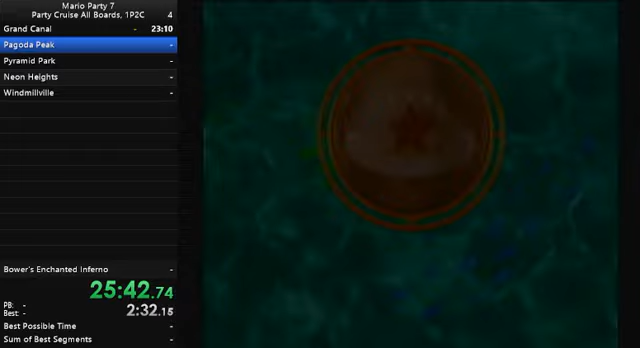 Mario Party 7
Party Cruise All Boards, 1P2C 4
Grand Canal - 23:10
Pagoda Peak -
Pyramid Park -
Neon Heights -
Windmillville -
Bower's Enchanted Inferno -
25:42.74
PB: -
Best: - 2:32.15
Best Possible Time -
Sum of Best Segments -